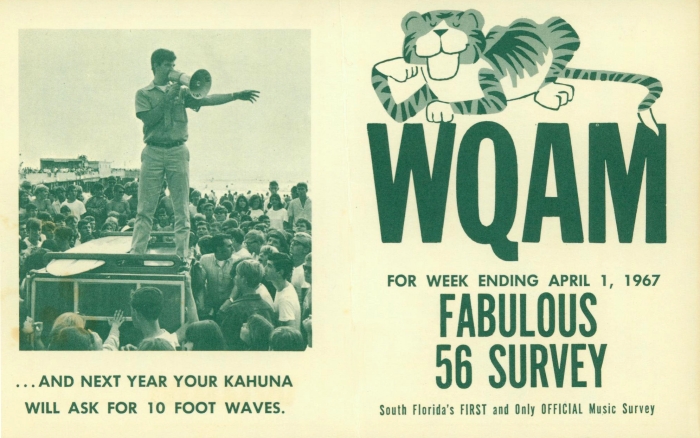 ...AND NEXT YEAR YOUR KAHUNA
WILL ASK FOR 10 FOOT WAVES.
WQAM
FOR WEEK ENDING APRIL 1, 1967
FABULOUS
56 SURVEY
South Florida's FIRST and Only OFFICIAL Music Survey